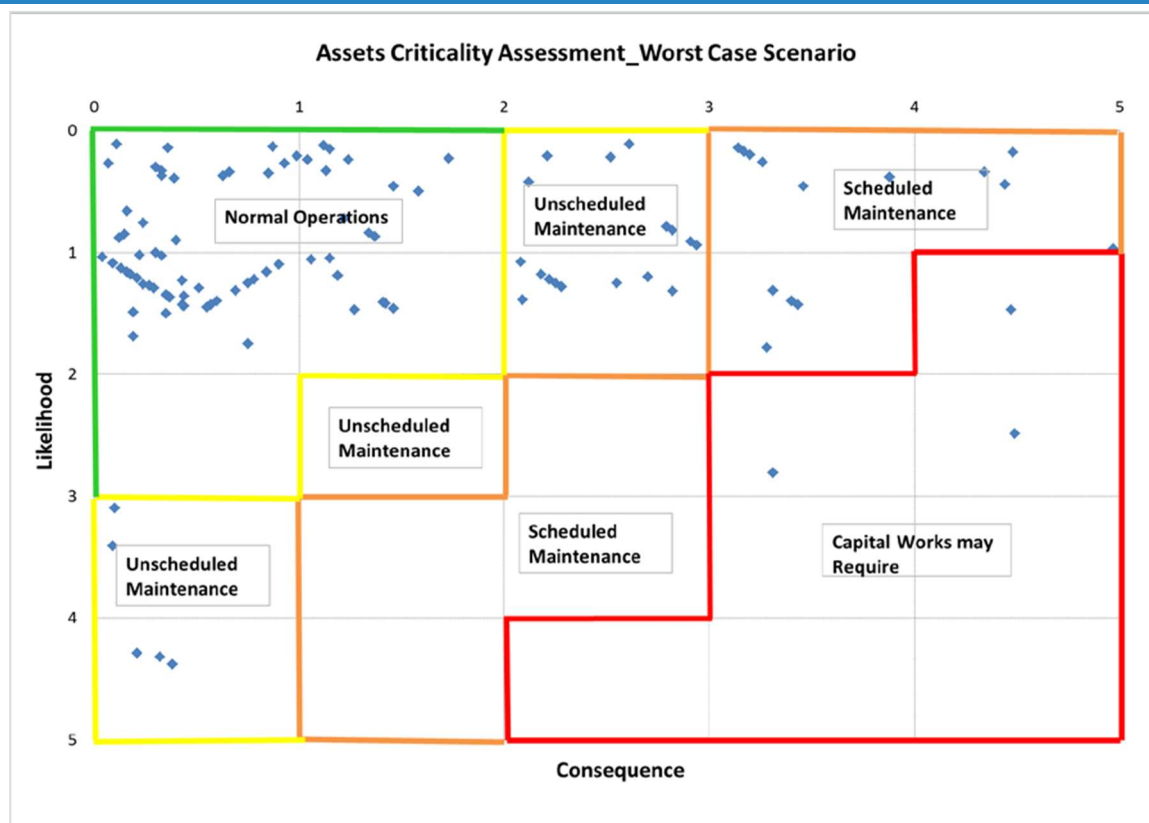 Assets Criticality Assessment_Worst Case Scenario
0 1 2 3 4 5
0
Normal Operations
Unscheduled
Maintenance
Scheduled
Maintenance
1
2
Unscheduled
Maintenance
Likelihood
3
Scheduled
Maintenance
Capital Works may
Require
Unscheduled
Maintenance
4
5
Consequence